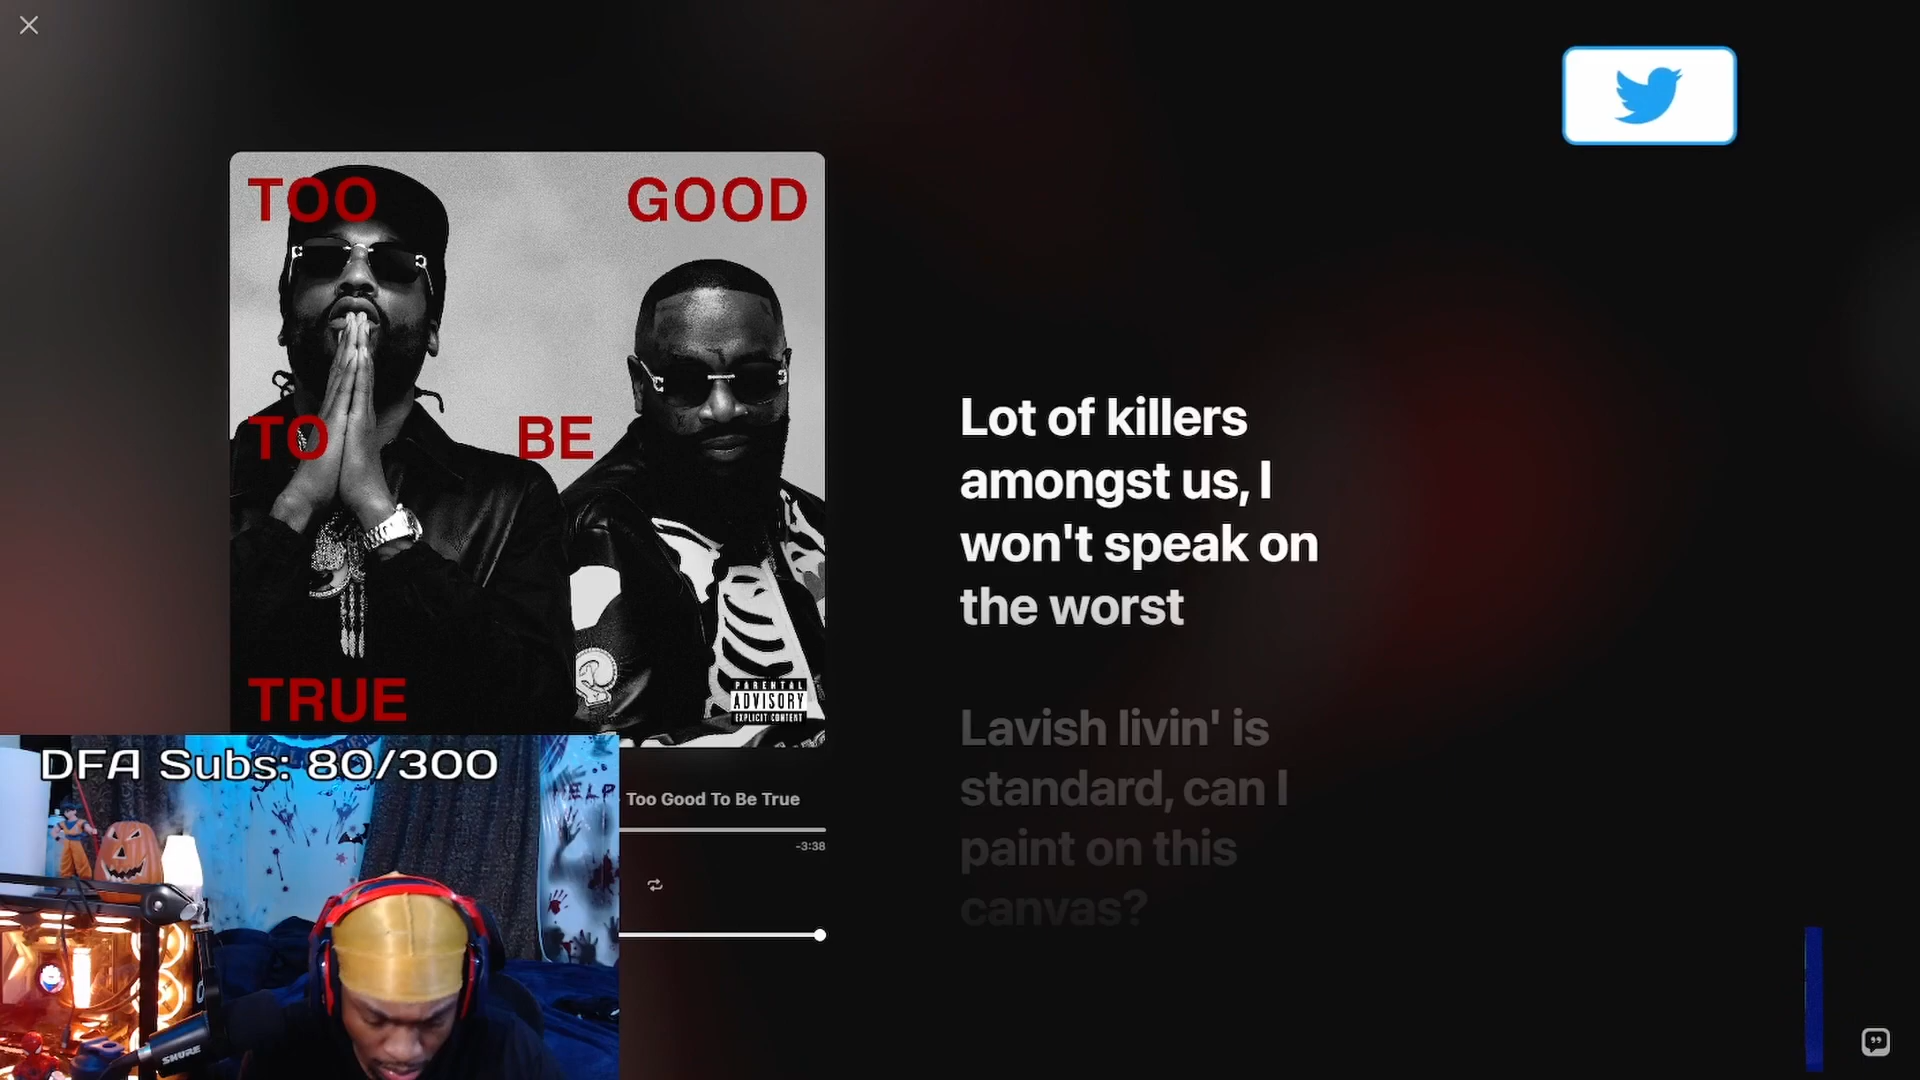 TOO GOOD
TO BE
TRUE
PARENTAL
ADVISORY
EXPLICIT CONTENT
Lot of killers
amongst us, I
won't speak on
the worst
Lavish livin' is
standard, can I
paint on this
canvas?
DFA Subs: 80/300
HELP
Too Good To Be True
-3:38
SHURE